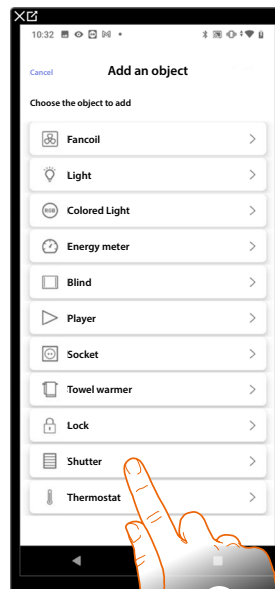 10:32
Cancel
Add an object
Choose the object to add
Fancoil
Light
RGB Colored Light
Energy meter
Blind
Player
Socket
Towel warmer
Lock
Shutter
Thermostat